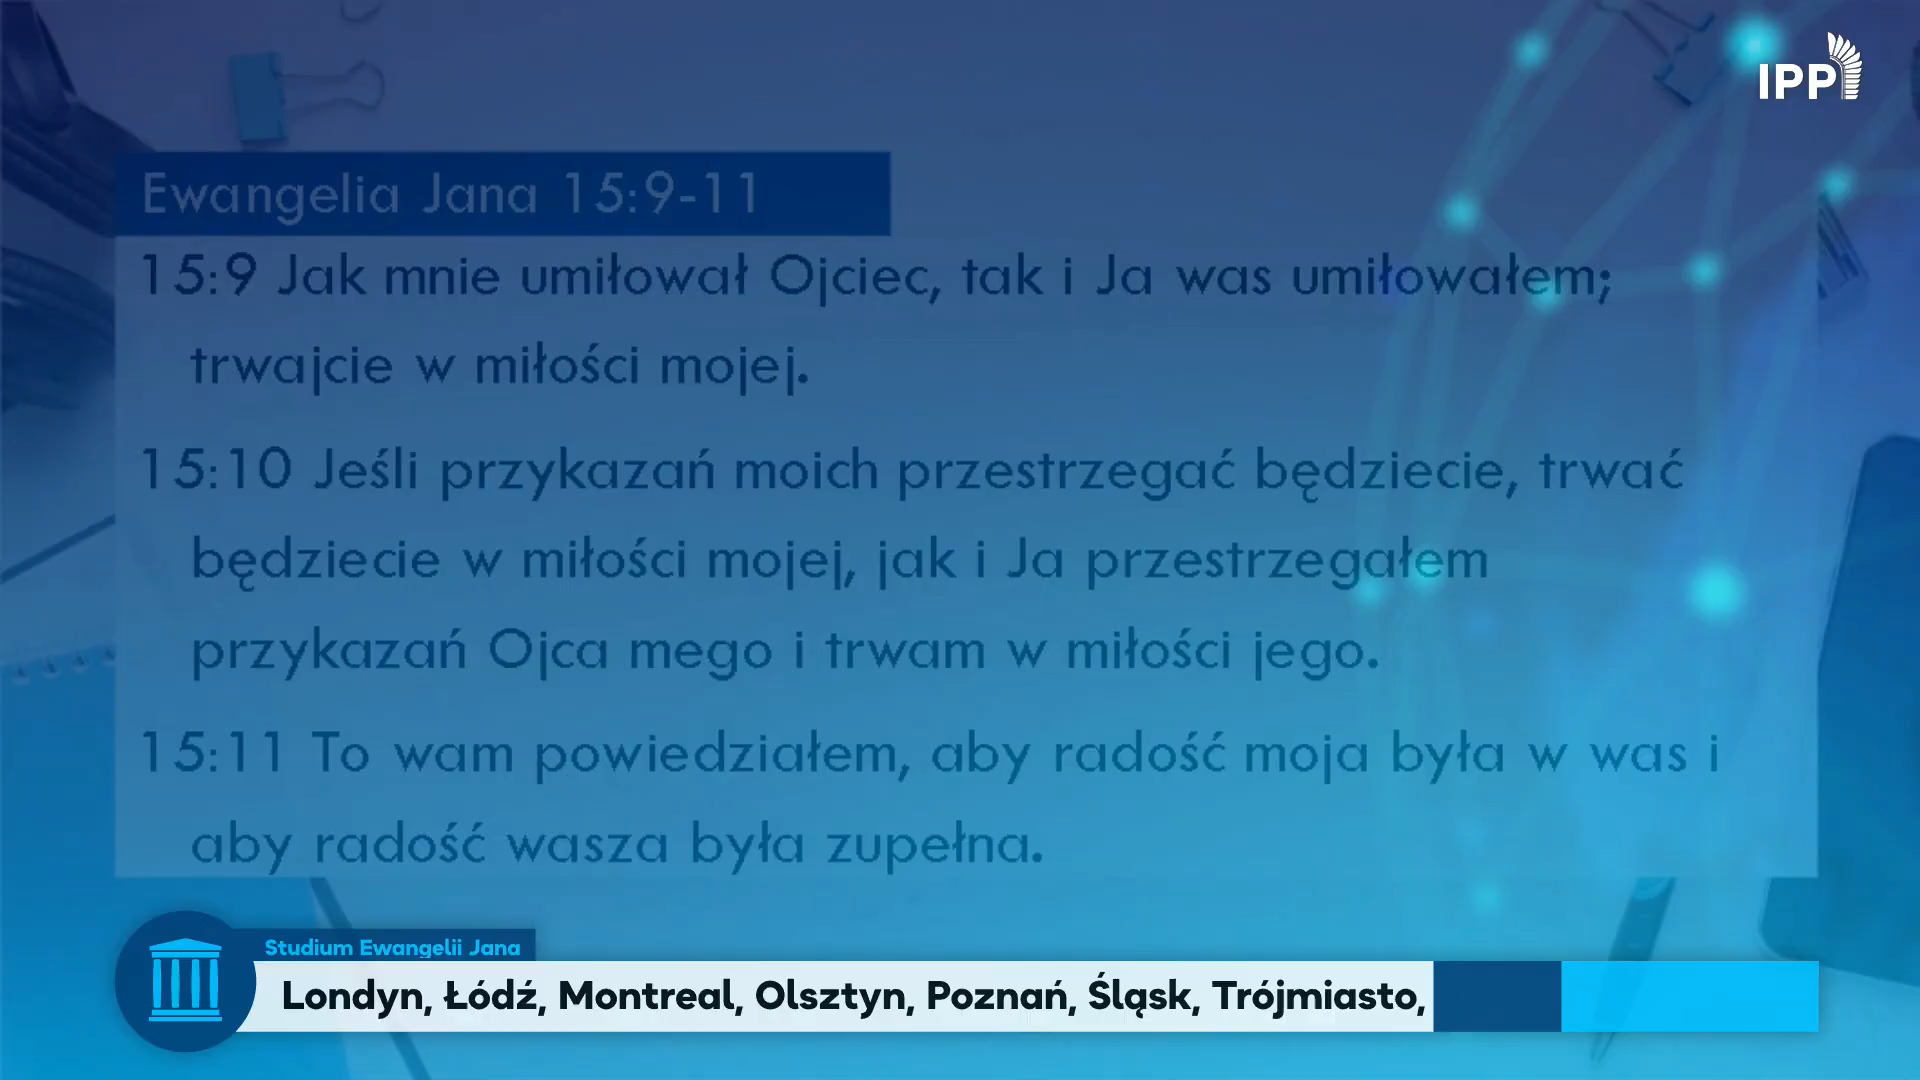 IPP
Ewangelia Jana 15:9-11
15:9 Jak mnie umiłował Ojciec, tak i Ja was umiłowałem;
trwajcie w miłości mojej.
15:10 Jeśli przykazań moich przestrzegać będziecie, trwać
będziecie w miłości mojej, jak i Ja przestrzegałem
przykazań Ojca mego i trwam w miłości jego.
15:11 To wam powiedziałem, aby radość moja była w was i
aby radość wasza była zupełna.
Studium Ewangelii Jana
Londyn, Łódź, Montreal, Olsztyn, Poznań, Śląsk, Trójmiasto,